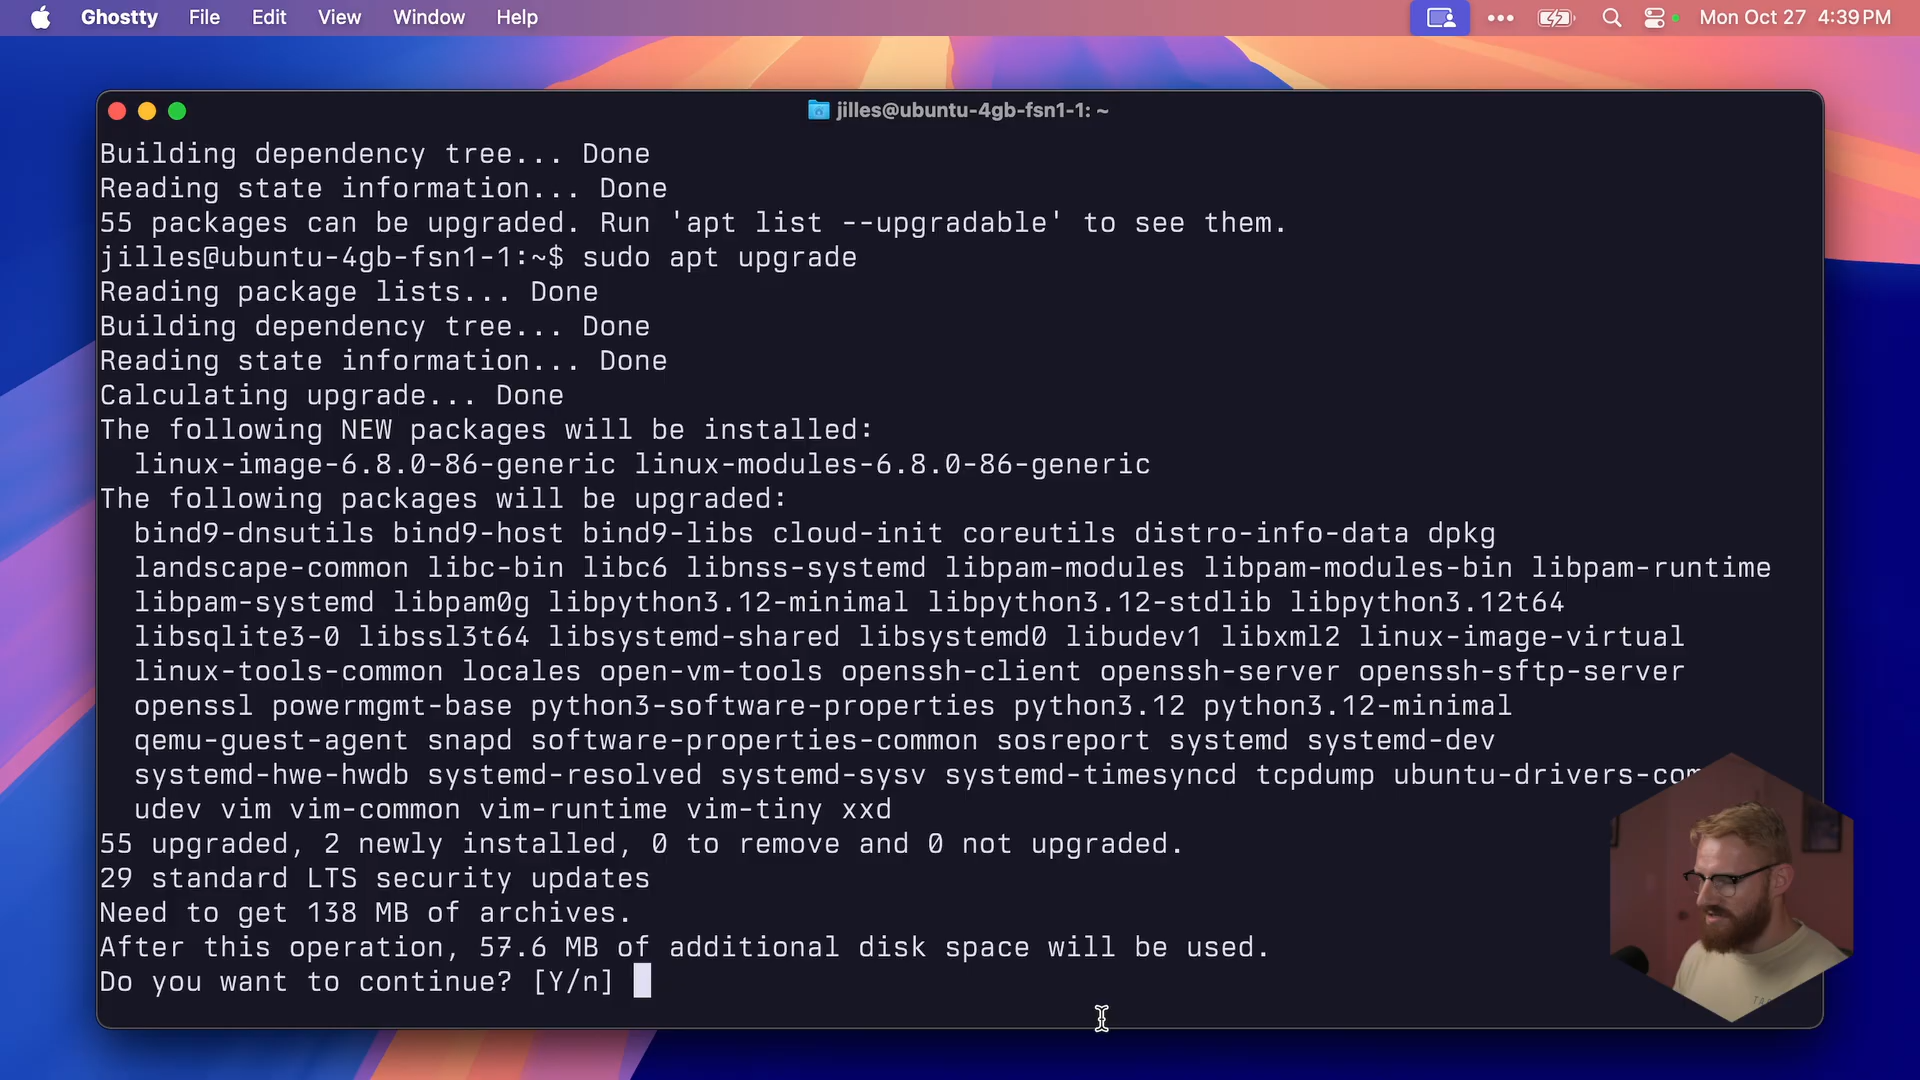 Ghostty File Edit View Window Help Mon Oct 27 4:39 PM
jilles@ubuntu-4gb-fsn1-1: ~
Building dependency tree... Done
Reading state information... Done
55 packages can be upgraded. Run 'apt list --upgradable' to see them.
jilles@ubuntu-4gb-fsn1-1:~$ sudo apt upgrade
Reading package lists... Done
Building dependency tree... Done
Reading state information... Done
Calculating upgrade... Done
The following NEW packages will be installed:
linux-image-6.8.0-86-generic linux-modules-6.8.0-86-generic
The following packages will be upgraded:
bind9-dnsutils bind9-host bind9-libs cloud-init coreutils distro-info-data dpkg
landscape-common libc-bin libc6 libnss-systemd libpam-modules libpam-modules-bin libpam-runtime
libpam-systemd libpam0g libpython3.12-minimal libpython3.12-stdlib libpython3.12t64
libsqlite3-0 libssl3t64 libsystemd-shared libsystemd0 libudev1 libxml2 linux-image-virtual
linux-tools-common locales open-vm-tools openssh-client openssh-server openssh-sftp-server
openssl powermgmt-base python3-software-properties python3.12 python3.12-minimal
qemu-guest-agent snapd software-properties-common sosreport systemd systemd-dev
systemd-hwe-hwdb systemd-resolved systemd-sysv systemd-timesyncd tcpdump ubuntu-drivers-com
udev vim vim-common vim-runtime vim-tiny xxd
55 upgraded, 2 newly installed, 0 to remove and 0 not upgraded.
29 standard LTS security updates
Need to get 138 MB of archives.
After this operation, 57.6 MB of additional disk space will be used.
Do you want to continue? [Y/n]